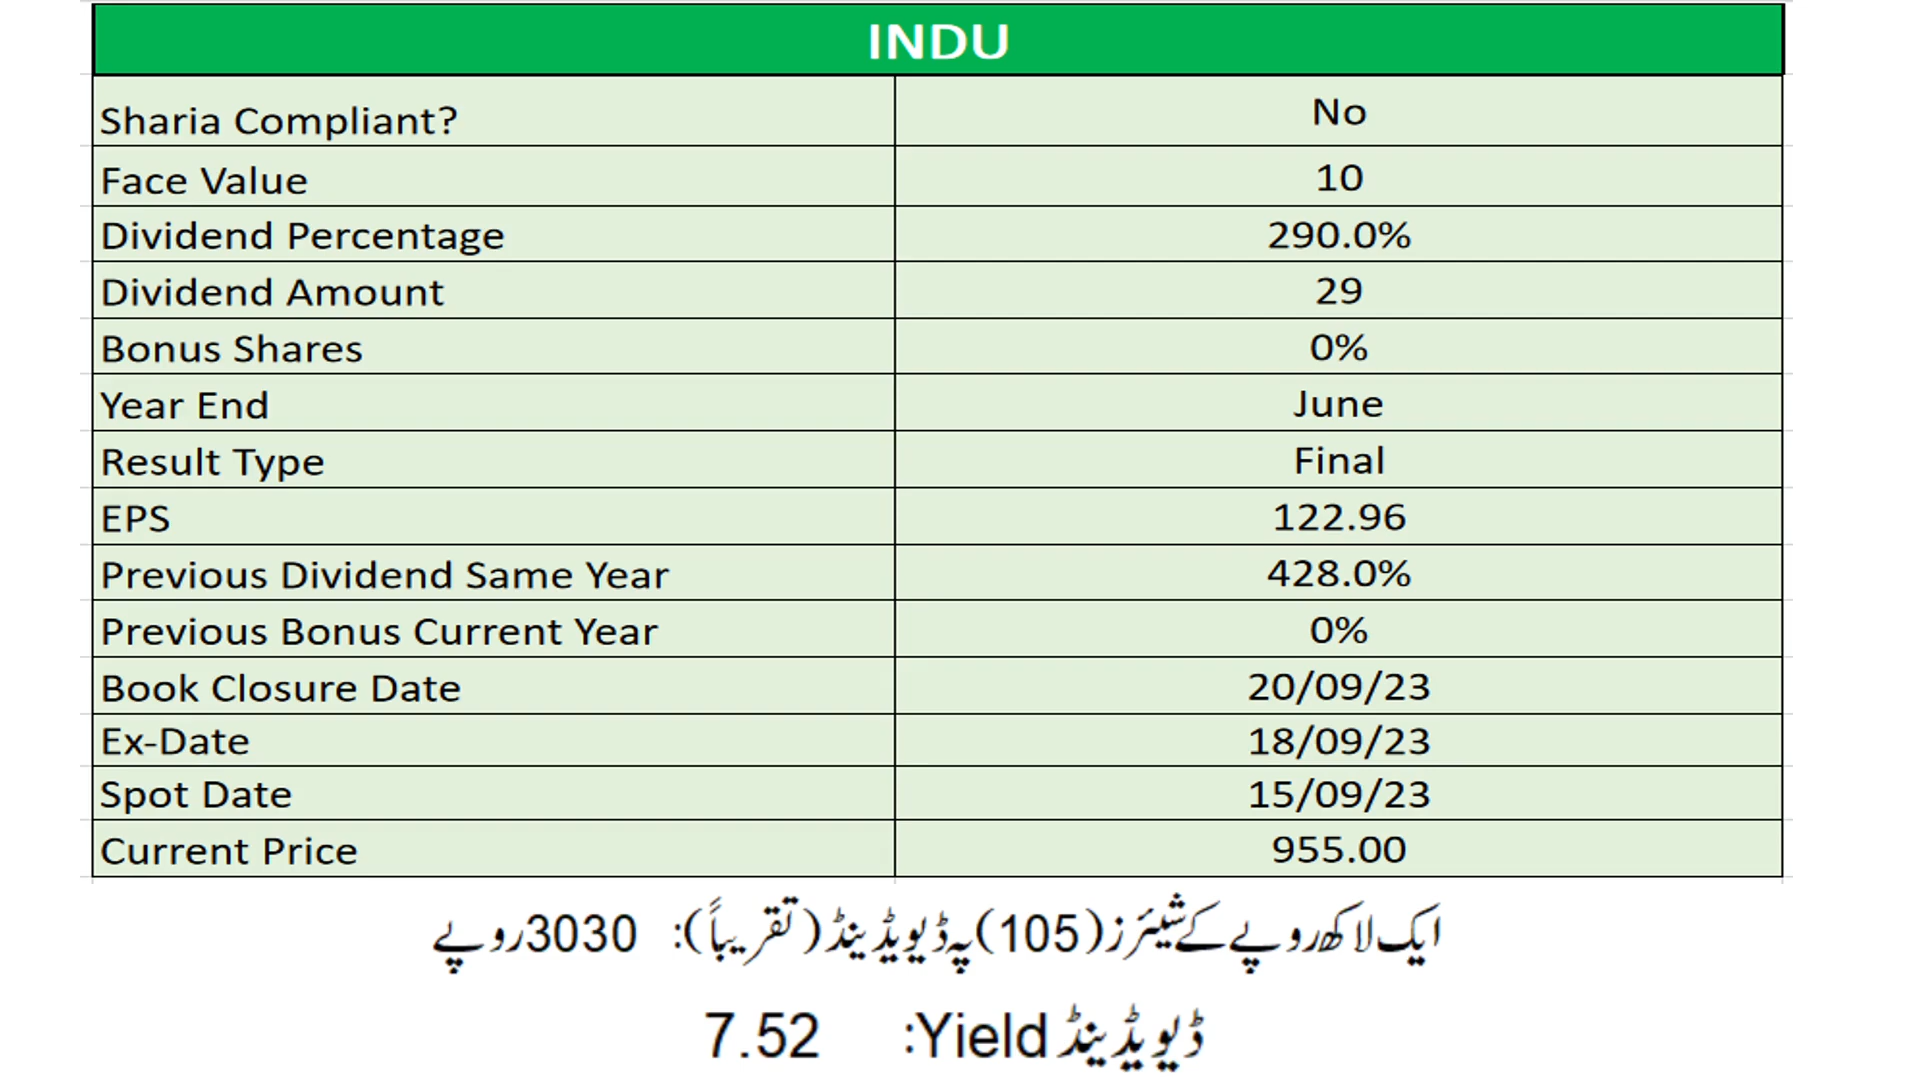 INDU
Sharia Compliant? No
Face Value 10
Dividend Percentage 290.0%
Dividend Amount 29
Bonus Shares 0%
Year End June
Result Type Final
EPS 122.96
Previous Dividend Same Year 428.0%
Previous Bonus Current Year 0%
Book Closure Date 20/09/23
Ex-Date 18/09/23
Spot Date 15/09/23
Current Price 955.00
ایک لاکھ روپے کے شیئرز (105) پہ ڈیویڈینڈ (تقریباً): 3030 روپے
ڈیویڈینڈ Yield: 7.52